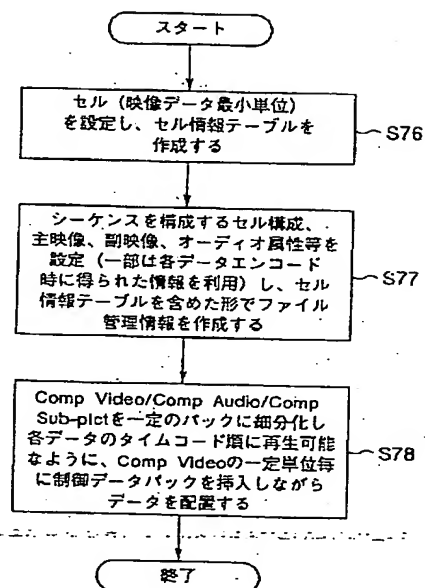 スタート
セル（映像データ最小単位）
を設定し、セル情報テーブルを
作成する
S76
シーケンスを構成するセル構成、
主映像、副映像、オーディオ属性等を
設定（一部は各データエンコード
時に得られた情報を利用）し、セル
情報テーブルを含めた形でファイル
管理情報を作成する
S77
Comp Video/Comp Audio/Comp
Sub-pictを一定のパックに細分化し
各データのタイムコード順に再生可能
なように、Comp Videoの一定単位毎
に制御データパックを挿入しながら
データを配置する
S78
終了